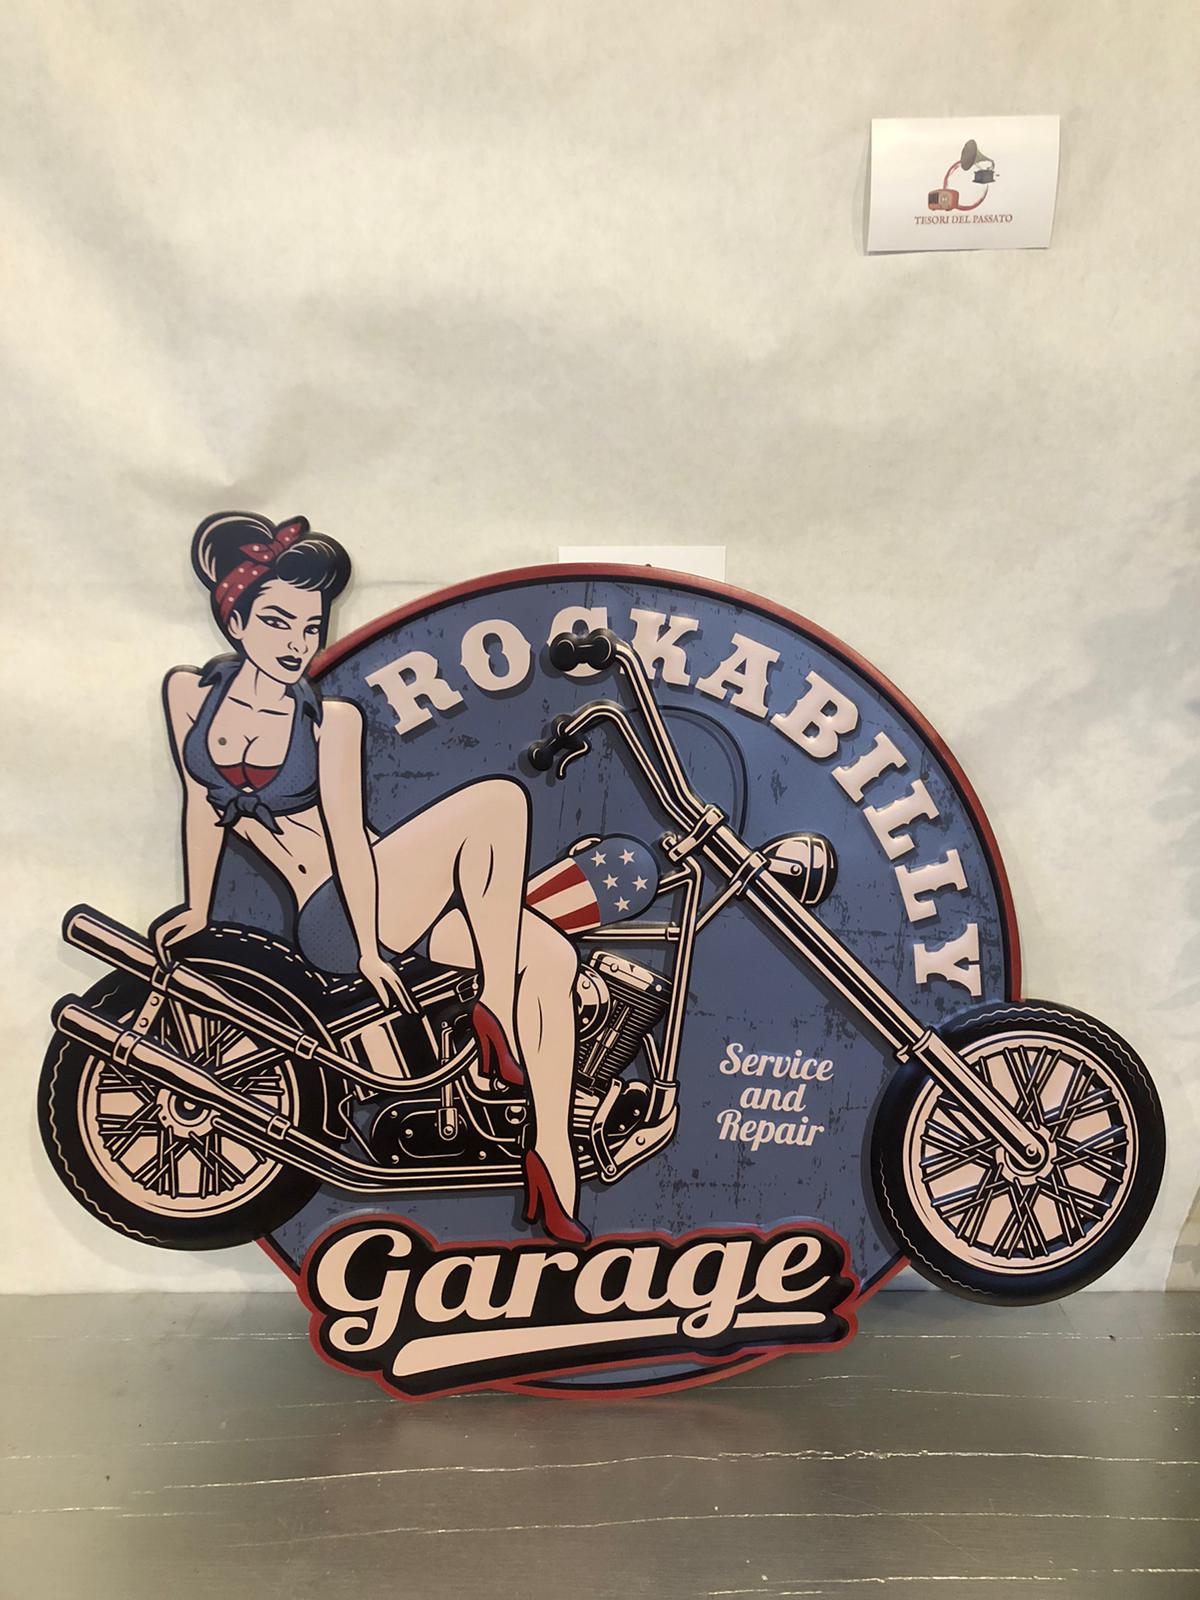 TESORI DEL PASSATO
ROCKABILLY
Service
and
Repair
Garage